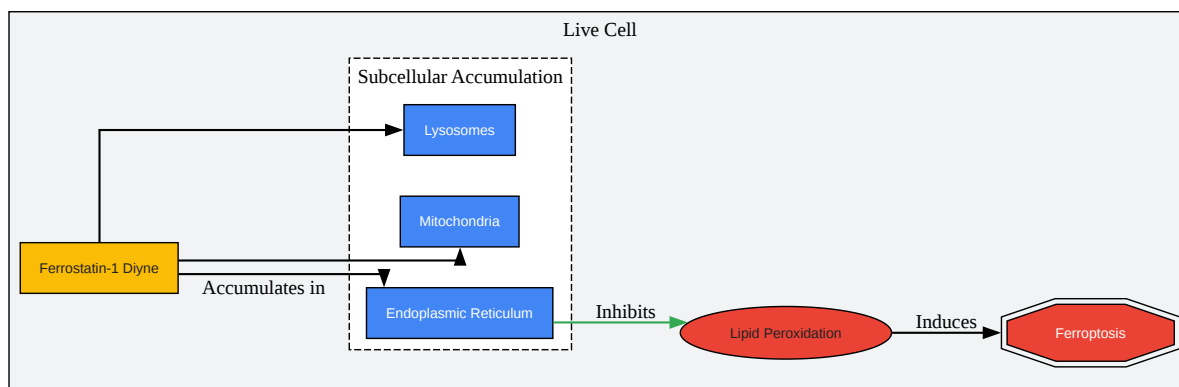 Live Cell
Subcellular Accumulation
Lysosomes
Mitochondria
Ferrostatin-1 Diyne
Accumulates in
Endoplasmic Reticulum
Inhibits
Lipid Peroxidation
Induces
Ferroptosis